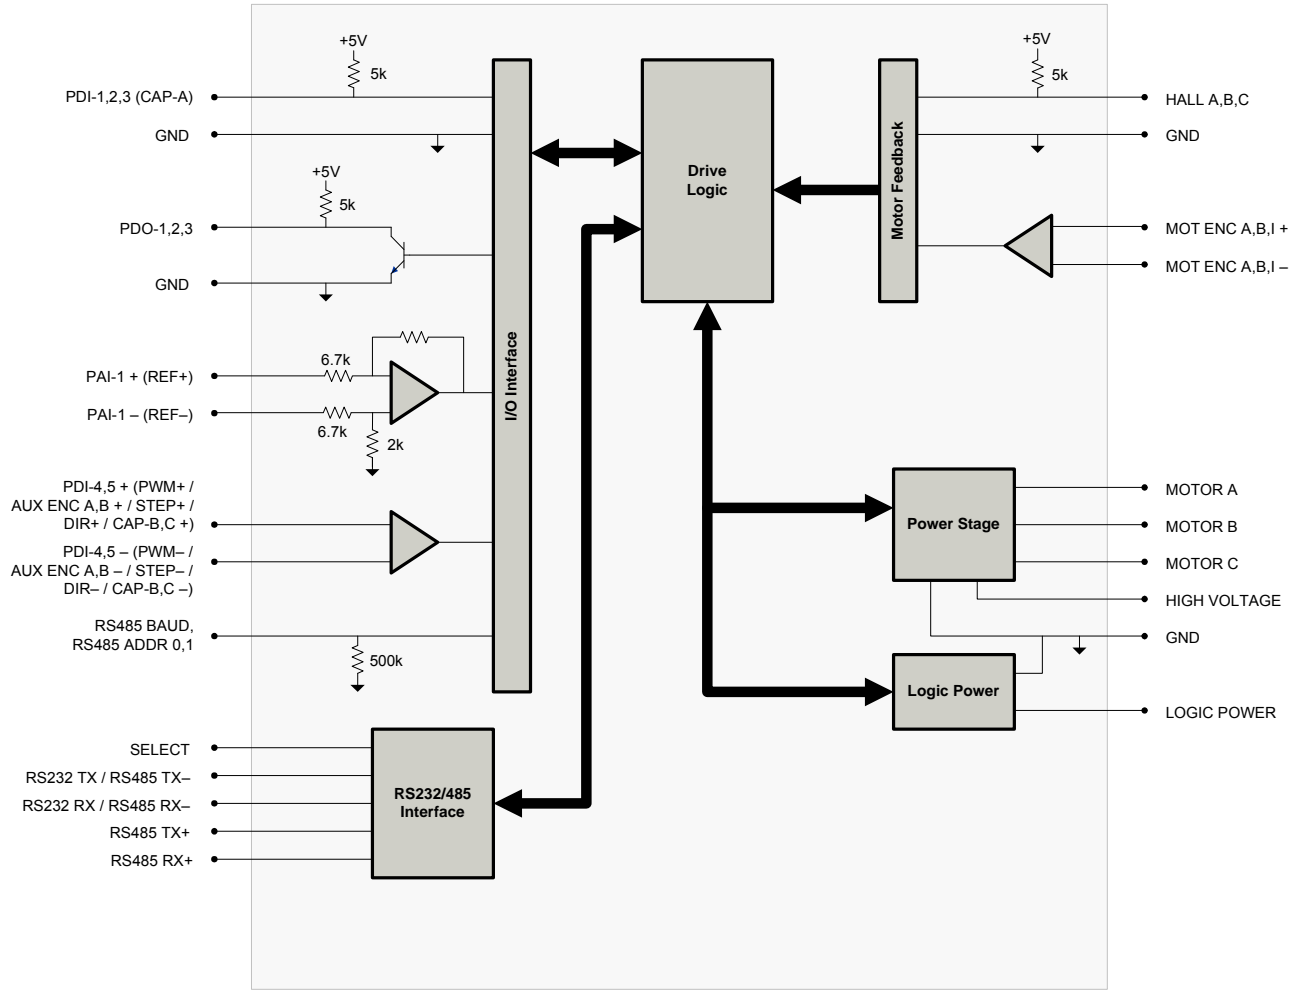 +5V
5k
PDI-1,2,3 (CAP-A)
GND
+5V
5k
PDO-1,2,3
GND
6.7k
PAI-1 + (REF+)
PAI-1 – (REF–)
6.7k
2k
PDI-4,5 + (PWM+ /
AUX ENC A,B + / STEP+ /
DIR+ / CAP-B,C +)
PDI-4,5 – (PWM– /
AUX ENC A,B – / STEP– /
DIR– / CAP-B,C –)
RS485 BAUD,
RS485 ADDR 0,1
500k
SELECT
RS232 TX / RS485 TX–
RS232 RX / RS485 RX–
RS485 TX+
RS485 RX+
RS232/485
Interface
I/O Interface
Drive
Logic
Motor Feedback
+5V
5k
HALL A,B,C
GND
MOT ENC A,B,I +
MOT ENC A,B,I –
Power Stage
MOTOR A
MOTOR B
MOTOR C
HIGH VOLTAGE
GND
Logic Power
LOGIC POWER